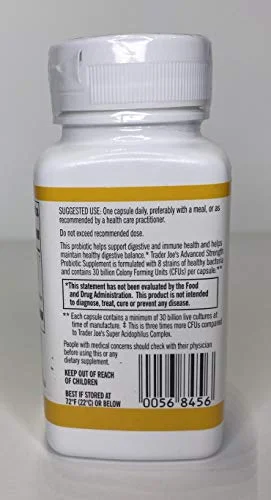 SUGGESTED USE: One capsule daily, preferably with a meal, or as
recommended by a health care practitioner.
Do not exceed recommended dose.
This probiotic helps support digestive and immune health and helps
maintain healthy digestive balance.* Trader Joe's Advanced Strength
Probiotic Supplement is formulated with 8 strains of healthy bacteria
and contains 30 billion Colony Forming Units (CFUs) per capsule.**
*This statement has not been evaluated by the Food
and Drug Administration. This product is not intended
to diagnose, treat, cure or prevent any disease.
** Each capsule contains a minimum of 30 billion live cultures at
time of manufacture. ‡ This is three times more CFUs compared
to Trader Joe's Super Acidophilus Complex.
People with medical concerns should check with their physician
before using this or any dietary supplement.
KEEP OUT OF REACH
OF CHILDREN
BEST IF STORED AT
72°F (22°C) OR BELOW
0056 8456